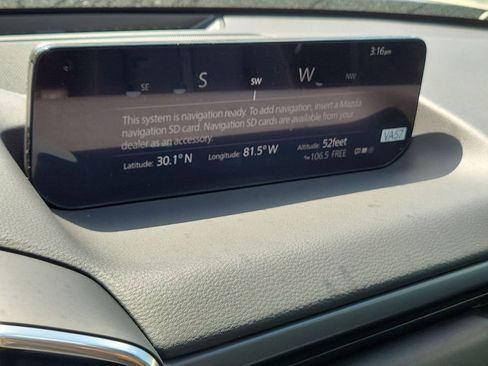 3:16pm
SE S SW W NW
This system is navigation ready. To add navigation, insert a Mazda
navigation SD card. Navigation SD cards are available from your
dealer as an accessory.
VA57
Latitude: 30.1° N Longitude: 81.5° W Altitude: 52feet
106.5 FREE